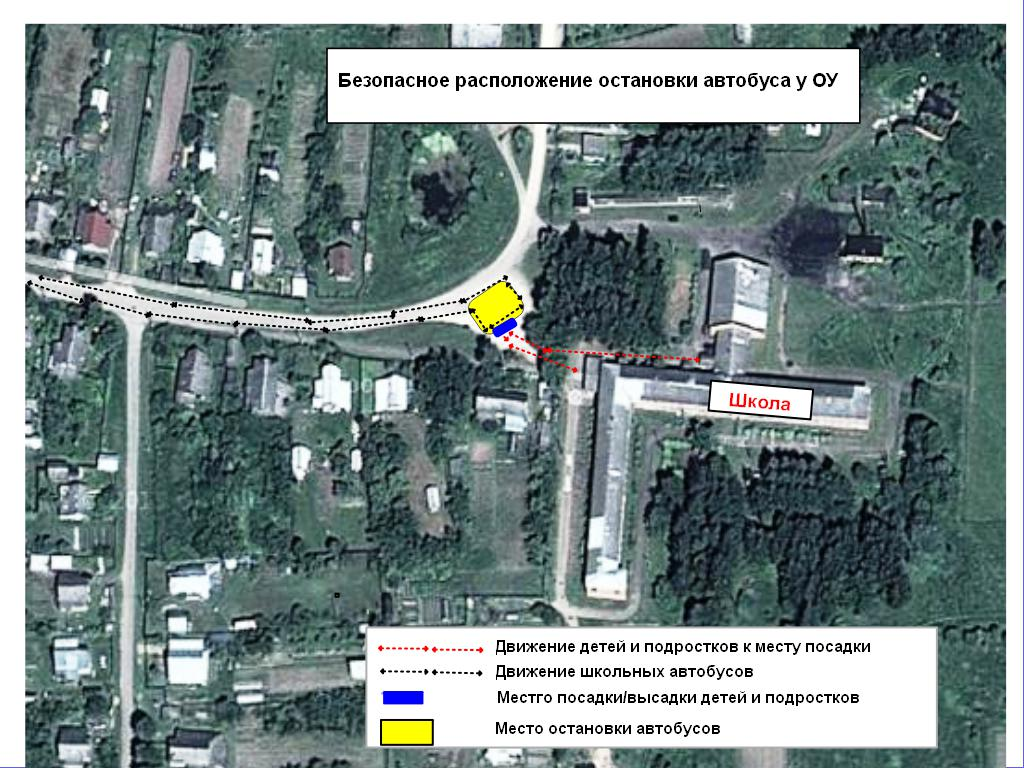 Безопасное расположение остановки автобуса у ОУ
Школа
Движение детей и подростков к месту посадки
Движение школьных автобусов
Местго посадки/высадки детей и подростков
Место остановки автобусов